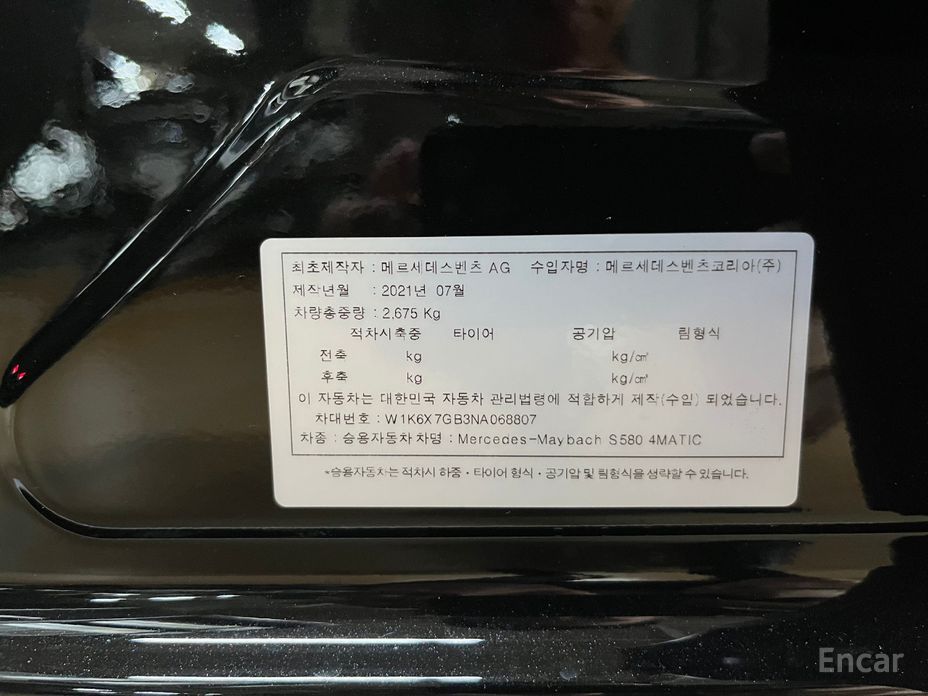 최초제작자 : 메르세데스벤츠 AG 수입자명 : 메르세데스벤츠코리아(주)
제작년월 : 2021년 07월
차량총중량 : 2,675 Kg
적차시축중 타이어 공기압 림형식
전축 kg kg/㎠
후축 kg kg/㎠
이 자동차는 대한민국 자동차 관리법령에 적합하게 제작(수입) 되었습니다.
차대번호 : W1K6X7GB3NA068807
차종 : 승용자동차 차명 : Mercedes-Maybach S580 4MATIC
*승용자동차는 적차시 하중·타이어 형식·공기압 및 림형식을 생략할 수 있습니다.
Encar